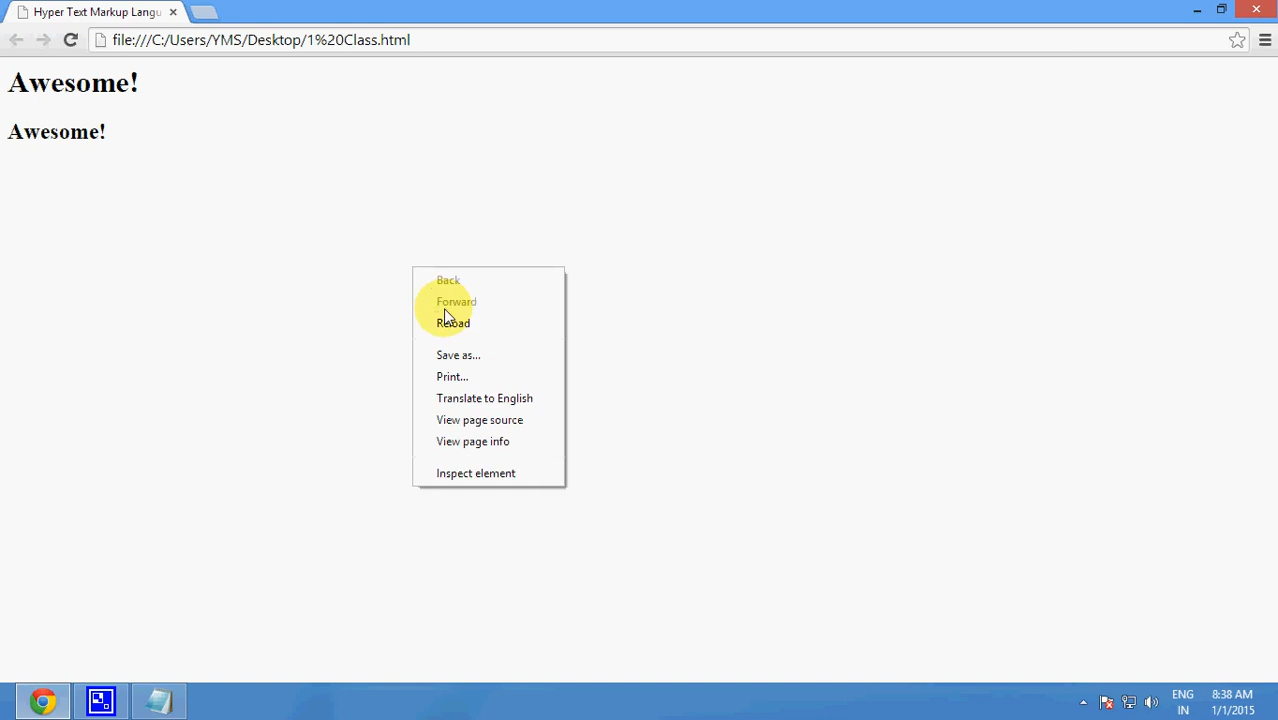 Hyper Text Markup Langu
file:///C:/Users/YMS/Desktop/1%20Class.html
Awesome!
Awesome!
Back
Forward
Reload
Save as...
Print...
Translate to English
View page source
View page info
Inspect element
ENG 8:38 AM
IN 1/1/2015